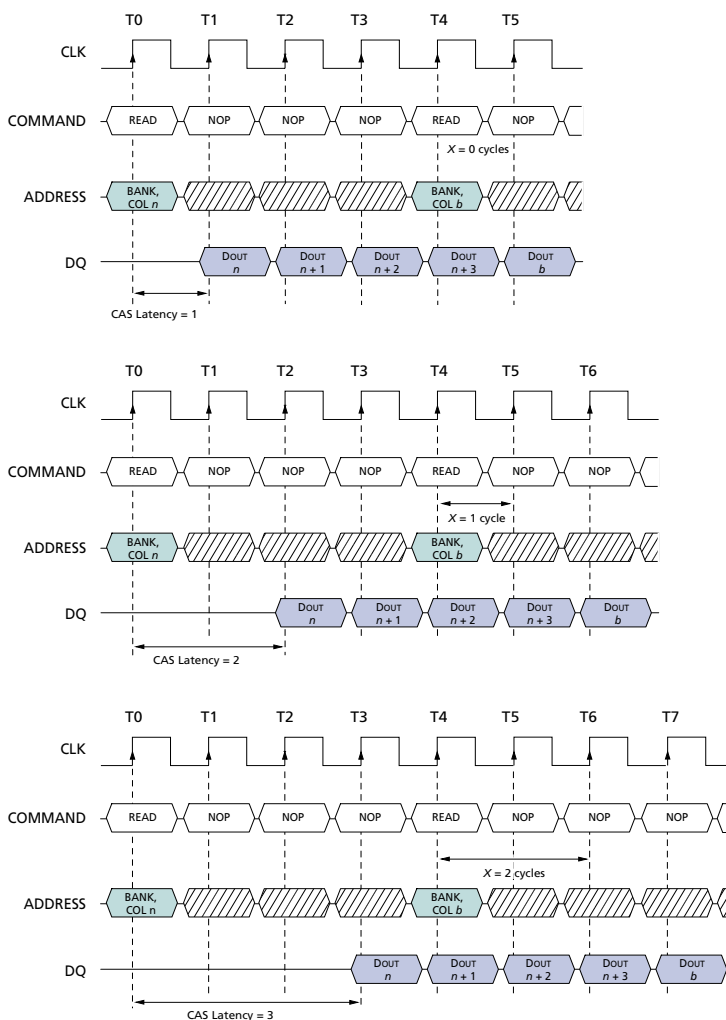 T0 T1 T2 T3 T4 T5
CLK
COMMAND READ NOP NOP NOP READ NOP
X = 0 cycles
ADDRESS BANK, COL n BANK, COL b
DQ DOUT n DOUT n + 1 DOUT n + 2 DOUT n + 3 DOUT b
CAS Latency = 1
T0 T1 T2 T3 T4 T5 T6
CLK
COMMAND READ NOP NOP NOP READ NOP NOP
X = 1 cycle
ADDRESS BANK, COL n BANK, COL b
DQ DOUT n DOUT n + 1 DOUT n + 2 DOUT n + 3 DOUT b
CAS Latency = 2
T0 T1 T2 T3 T4 T5 T6 T7
CLK
COMMAND READ NOP NOP NOP READ NOP NOP NOP
X = 2 cycles
ADDRESS BANK, COL n BANK, COL b
DQ DOUT n DOUT n + 1 DOUT n + 2 DOUT n + 3 DOUT b
CAS Latency = 3